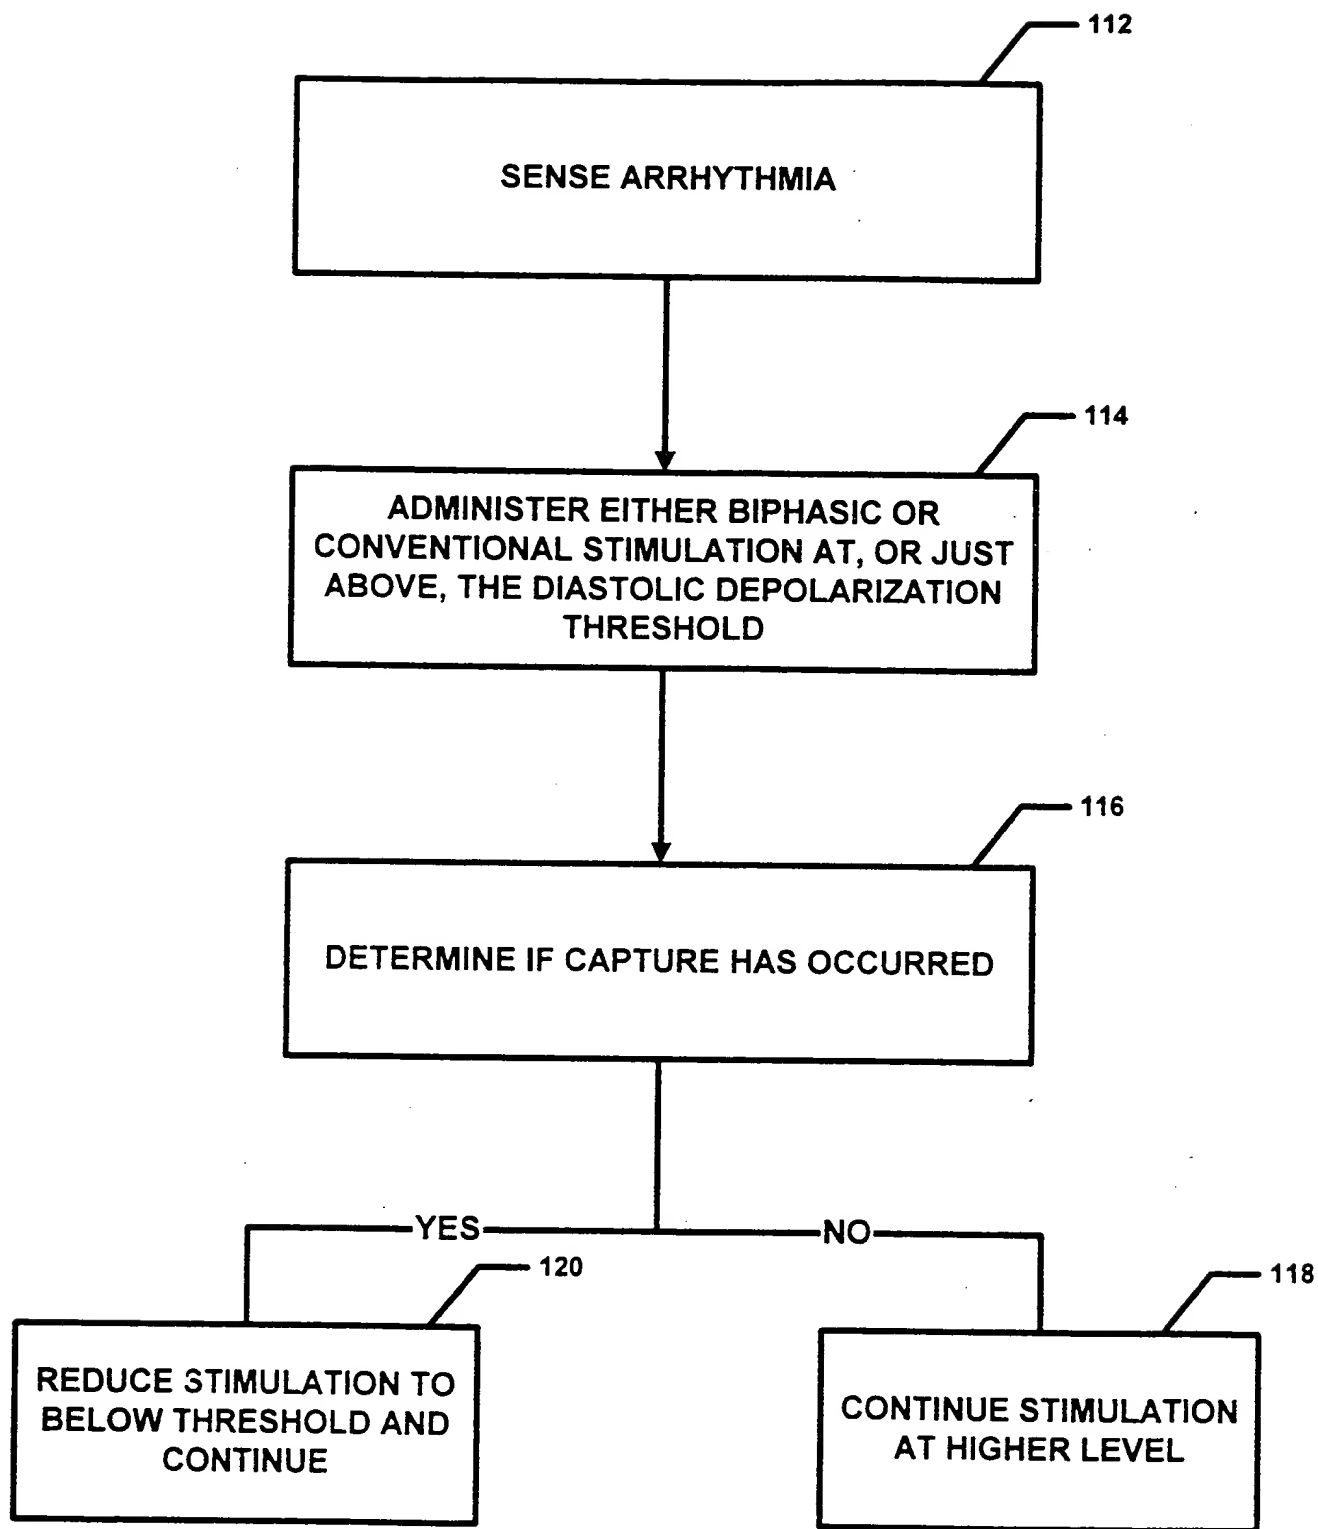 112
SENSE ARRHYTHMIA
114
ADMINISTER EITHER BIPHASIC OR
CONVENTIONAL STIMULATION AT, OR JUST
ABOVE, THE DIASTOLIC DEPOLARIZATION
THRESHOLD
116
DETERMINE IF CAPTURE HAS OCCURRED
YES
NO
120
118
REDUCE STIMULATION TO
BELOW THRESHOLD AND
CONTINUE
CONTINUE STIMULATION
AT HIGHER LEVEL